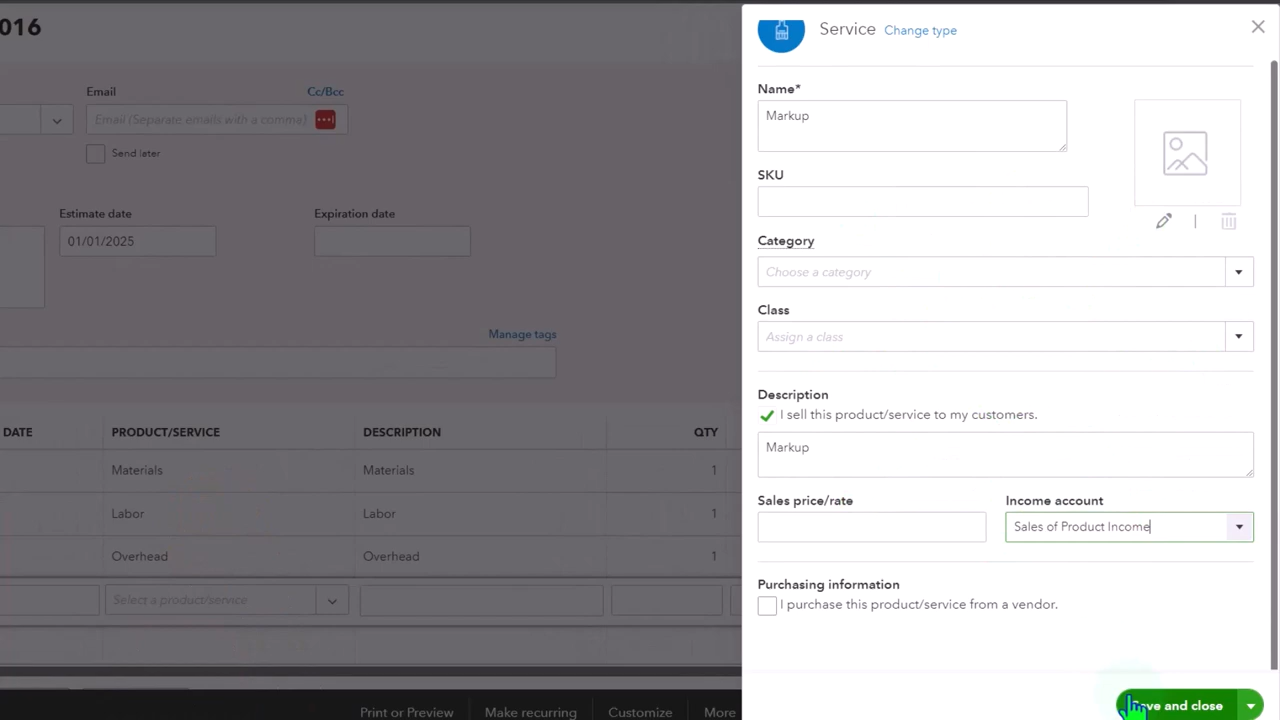 016
Service Change type
Name*
Markup
SKU
Category
Choose a category
Class
Assign a class
Description
I sell this product/service to my customers.
Markup
Sales price/rate Income account
Sales of Product Income
Purchasing information
I purchase this product/service from a vendor.
Save and close
Email Cc/Bcc
Email (Separate emails with a comma)
Send later
Estimate date Expiration date
01/01/2025
Manage tags
DATE PRODUCT/SERVICE DESCRIPTION QTY
Materials Materials 1
Labor Labor 1
Overhead Overhead 1
Select a product/service
Print or Preview Make recurring Customize More